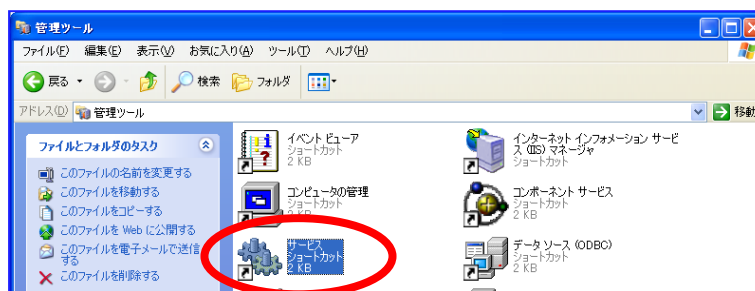 管理ツール
ファイル(F) 編集(E) 表示(V) お気に入り(A) ツール(T) ヘルプ(H)
戻る 検索 フォルダ
アドレス(D) 管理ツール 移動
ファイルとフォルダのタスク
このファイルの名前を変更する
このファイルを移動する
このファイルをコピーする
このファイルを Web に公開する
このファイルを電子メールで送信
する
このファイルを削除する
イベント ビューア
ショートカット
2 KB
インターネット インフォメーション サービ
ス (IIS) マネージャ
ショートカット
コンピュータの管理
ショートカット
2 KB
コンポーネント サービス
ショートカット
2 KB
サービス
ショートカット
2 KB
データ ソース (ODBC)
ショートカット
2 KB